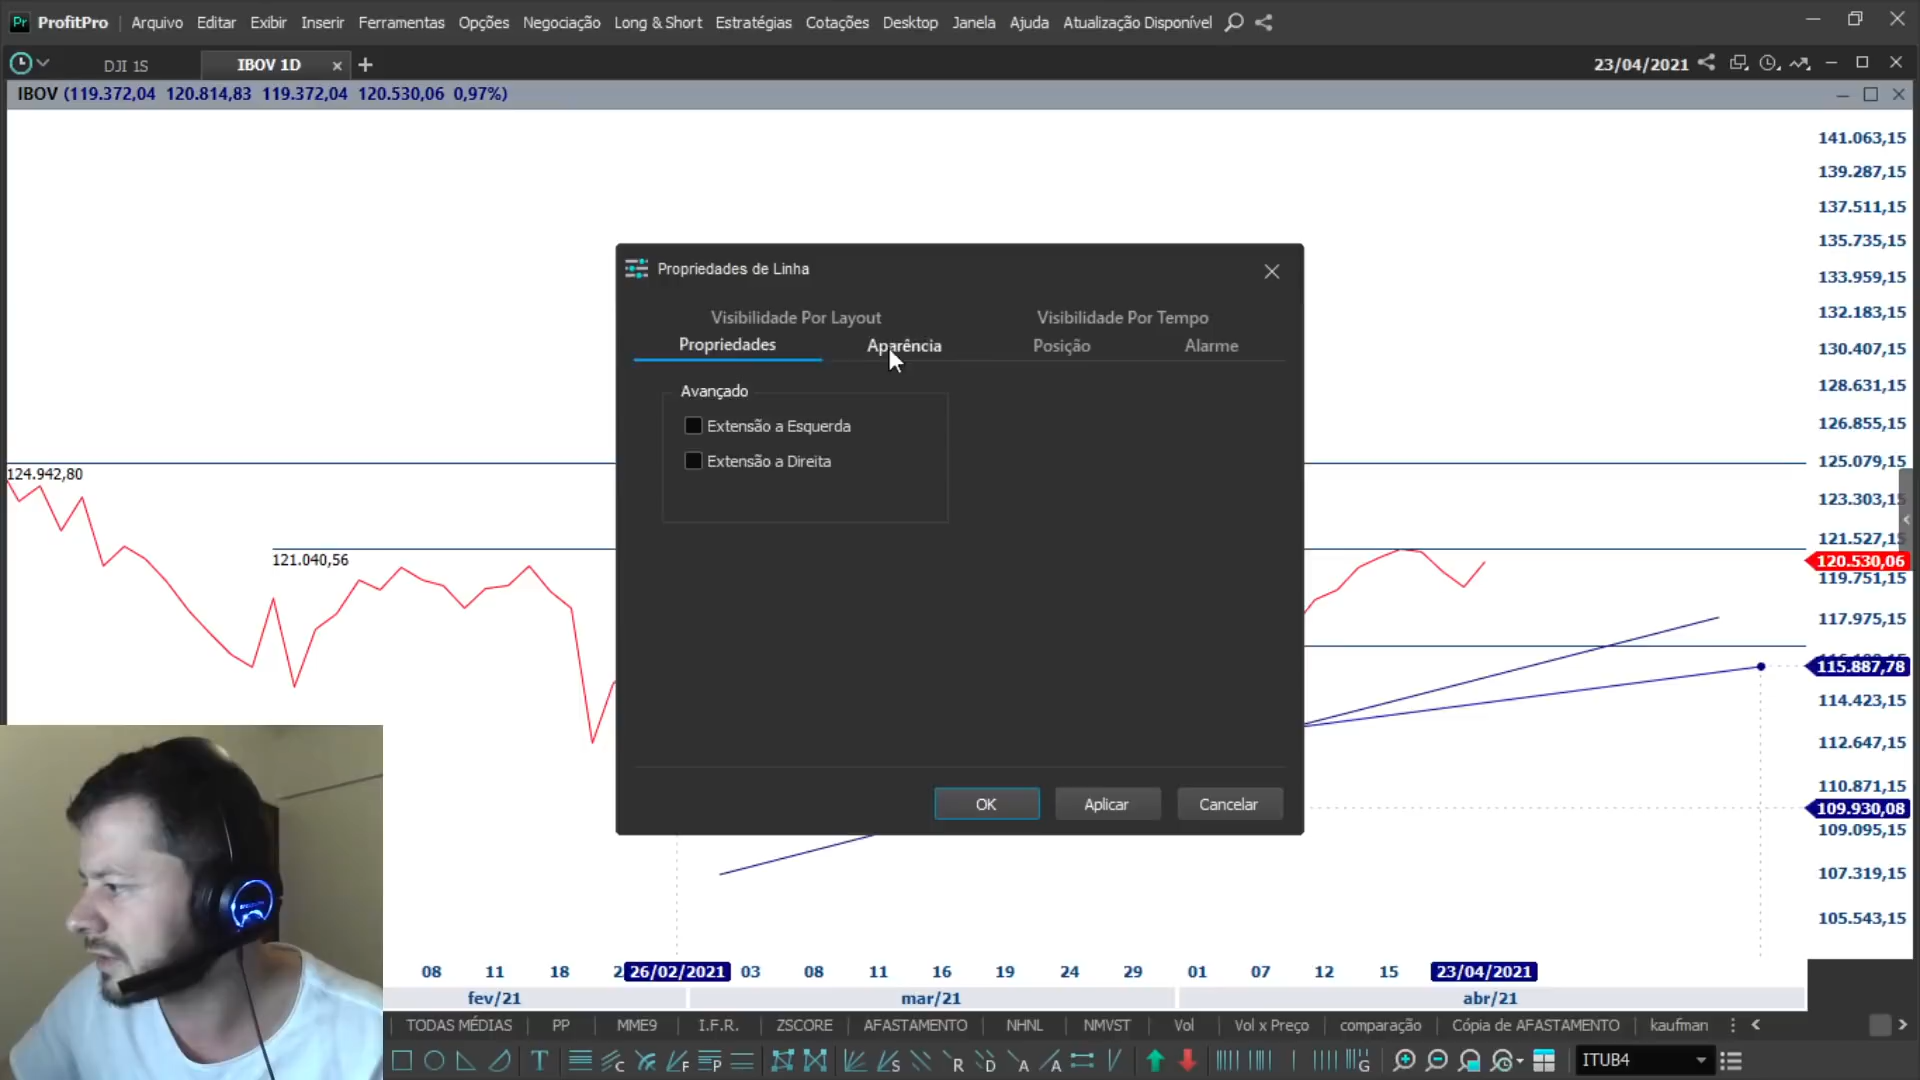 Pr ProfitPro Arquivo Editar Exibir Inserir Ferramentas Opções Negociação Long & Short Estratégias Cotações Desktop Janela Ajuda Atualização Disponível
DJI 1S IBOV 1D 23/04/2021
IBOV (119.372,04 120.814,83 119.372,04 120.530,06 0,97%)
141.063,15
139.287,15
137.511,15
135.735,15
133.959,15
132.183,15
130.407,15
128.631,15
126.855,15
125.079,15
123.303,15
121.527,15
120.530,06
119.751,15
117.975,15
115.887,78
114.423,15
112.647,15
110.871,15
109.930,08
109.095,15
107.319,15
105.543,15
124.942,80
121.040,56
Propriedades de Linha
Visibilidade Por Layout Visibilidade Por Tempo
Propriedades Aparência Posição Alarme
Avançado
Extensão a Esquerda
Extensão a Direita
OK Aplicar Cancelar
08 11 18 26/02/2021 03 08 11 16 19 24 29 01 07 12 15 23/04/2021
fev/21 mar/21 abr/21
TODAS MÉDIAS PP MME9 I.F.R. ZSCORE AFASTAMENTO NHNL NMVST Vol Vol x Preço comparação Cópia de AFASTAMENTO kaufman
T C F P S R D A A G ITUB4